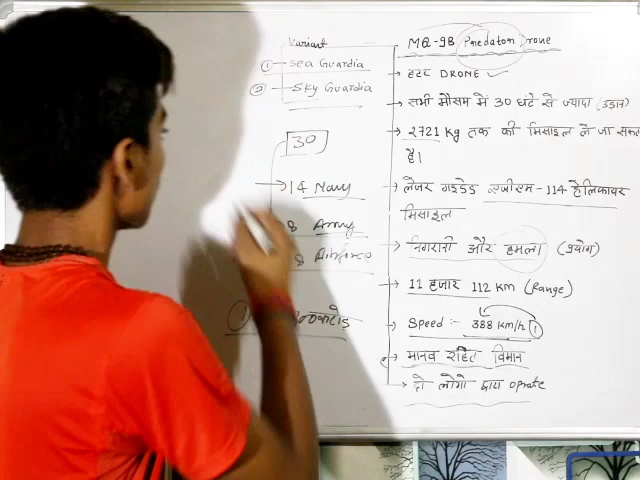 Variant
① Sea Guardia
② Sky Guardia
30
14 Navy
8 Army
8 Airforce
MQ-9B Predator Drone
हंटर DRONE ✓
सभी मौसम में 30 घंटे से ज्यादा (उडान)
2721 Kg तक की मिसाइल ले जा सकत
है।
लेजर गाइडेड एजीएम-114 हेलिफायर
मिसाइल
निगरानी और हमला (प्रयोग)
11 हजार 112 KM (Range)
Speed :- 388 km/h ①
मानव रहित विमान
दो लोगो द्वारा Oprate